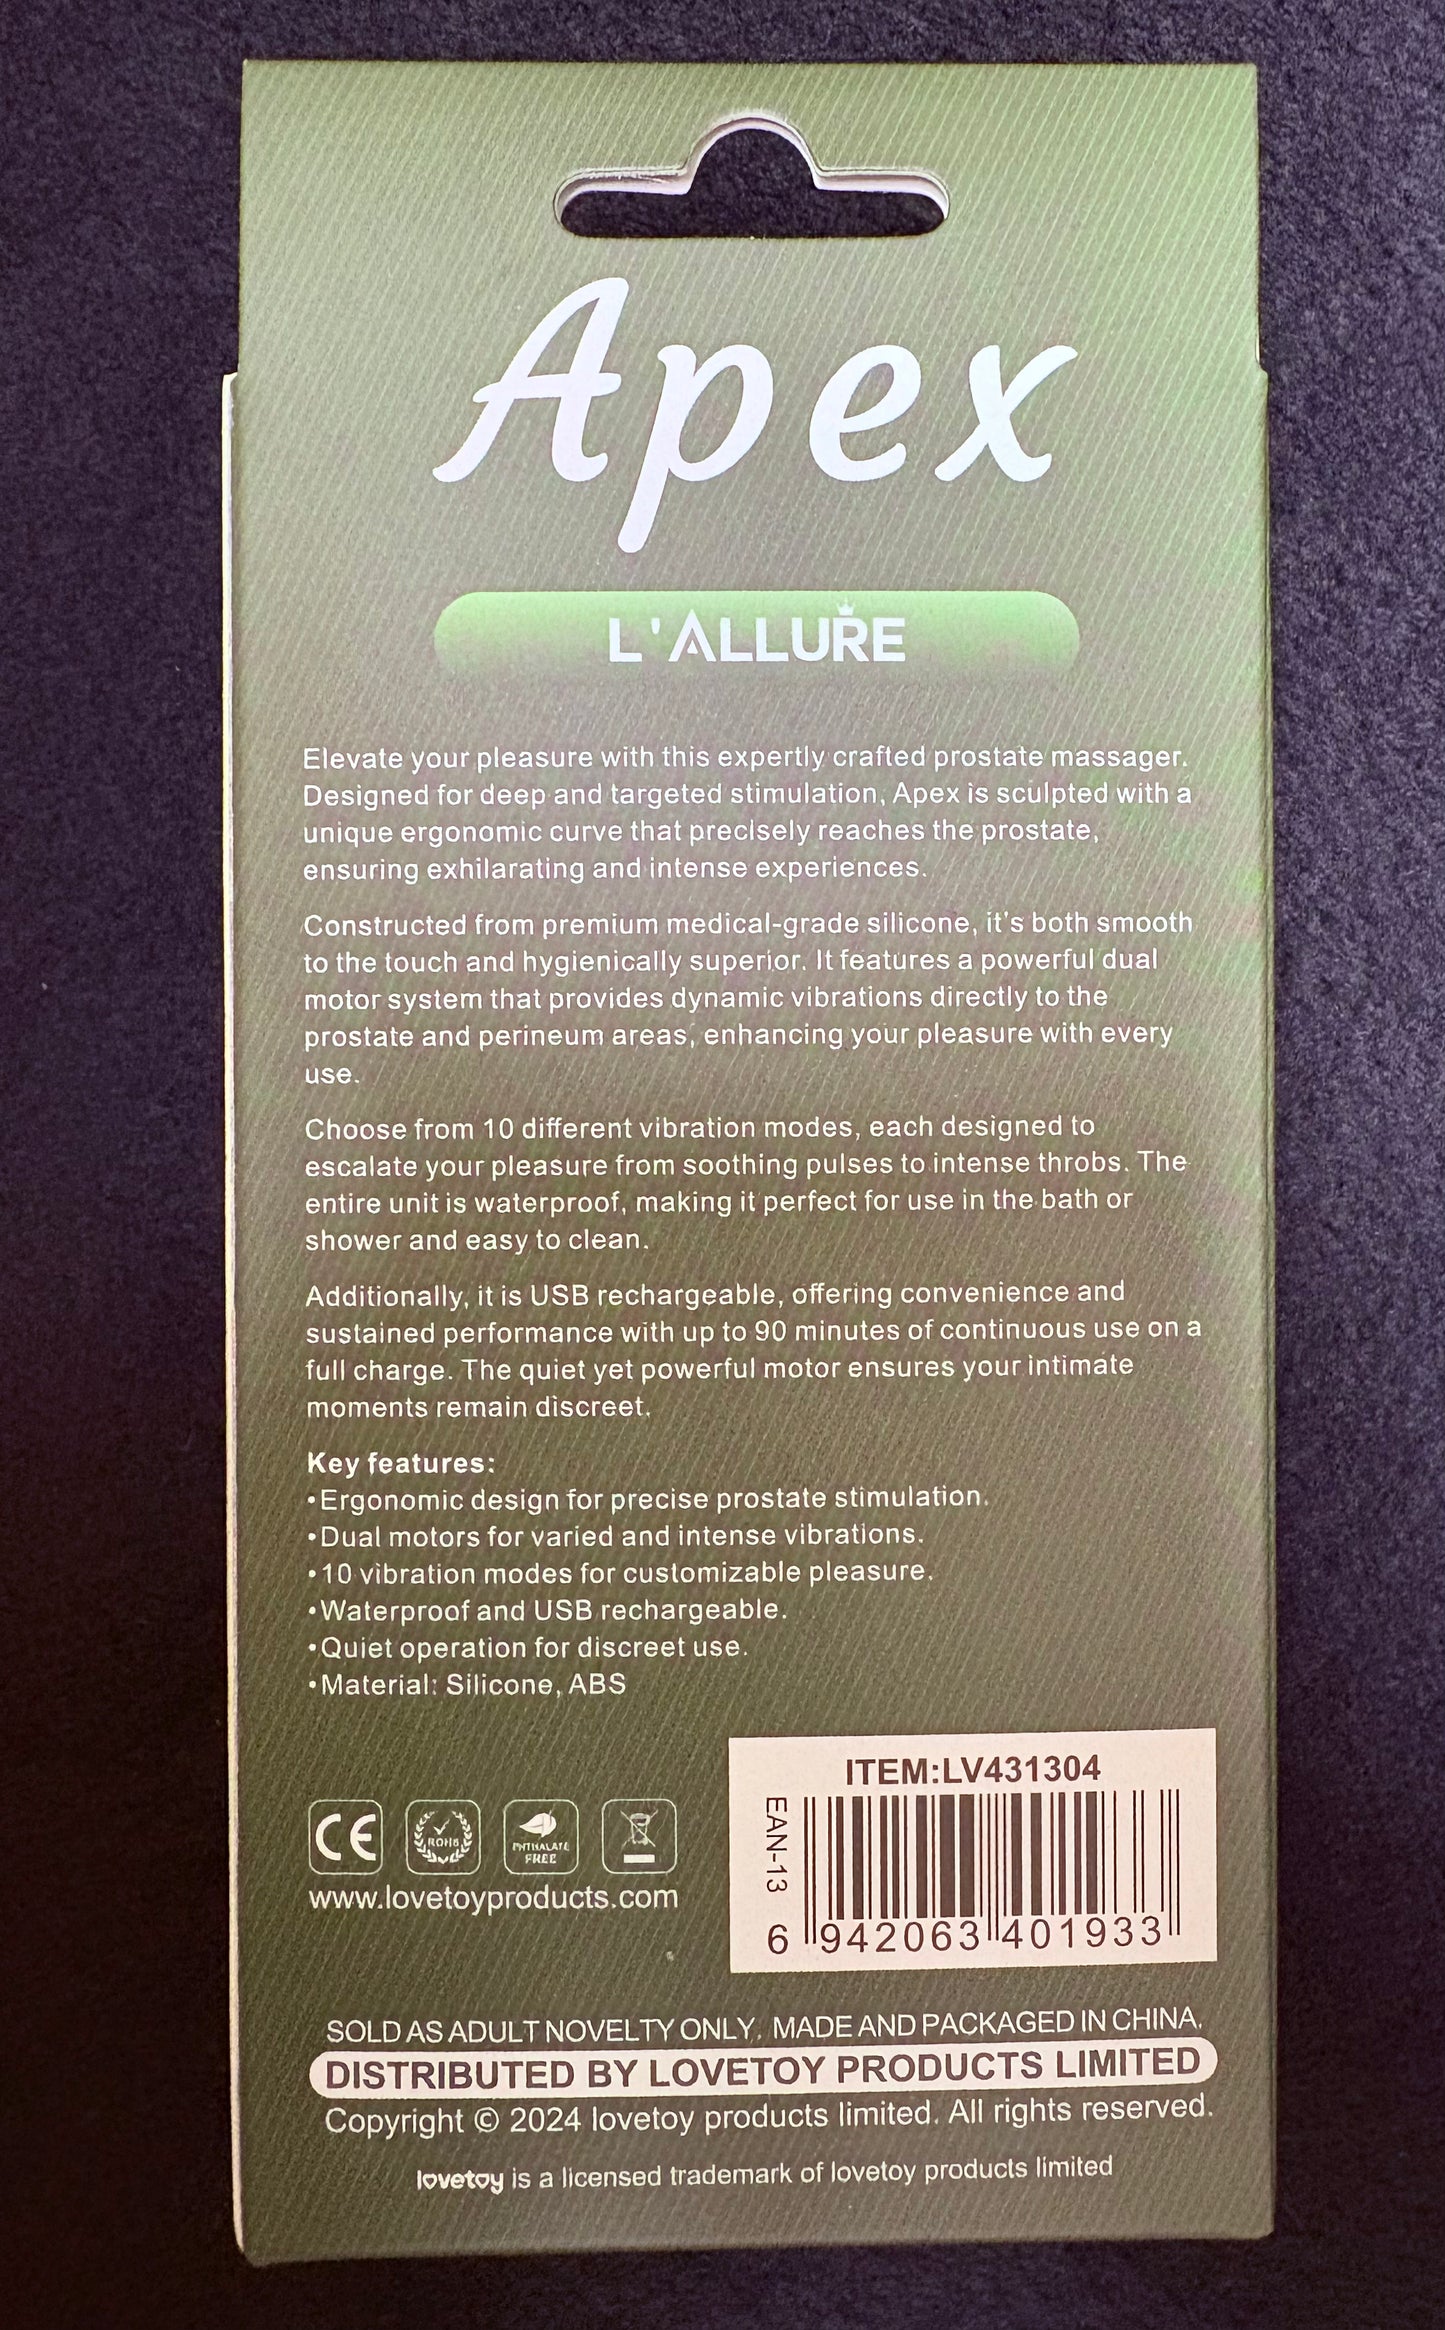 Apex
L'ALLURE
Elevate your pleasure with this expertly crafted prostate massager.
Designed for deep and targeted stimulation, Apex is sculpted with a
unique ergonomic curve that precisely reaches the prostate,
ensuring exhilarating and intense experiences.
Constructed from premium medical-grade silicone, it's both smooth
to the touch and hygienically superior. It features a powerful dual
motor system that provides dynamic vibrations directly to the
prostate and perineum areas, enhancing your pleasure with every
use.
Choose from 10 different vibration modes, each designed to
escalate your pleasure from soothing pulses to intense throbs. The
entire unit is waterproof, making it perfect for use in the bath or
shower and easy to clean.
Additionally, it is USB rechargeable, offering convenience and
sustained performance with up to 90 minutes of continuous use on a
full charge. The quiet yet powerful motor ensures your intimate
moments remain discreet.
Key features:
•Ergonomic design for precise prostate stimulation.
•Dual motors for varied and intense vibrations.
•10 vibration modes for customizable pleasure.
•Waterproof and USB rechargeable.
•Quiet operation for discreet use.
•Material: Silicone, ABS
ITEM:LV431304
EAN-13
6 942063 401933
CE
ROHS
PHTHALATE
FREE
www.lovetoyproducts.com
SOLD AS ADULT NOVELTY ONLY. MADE AND PACKAGED IN CHINA.
DISTRIBUTED BY LOVETOY PRODUCTS LIMITED
Copyright © 2024 lovetoy products limited. All rights reserved.
lovetoy is a licensed trademark of lovetoy products limited